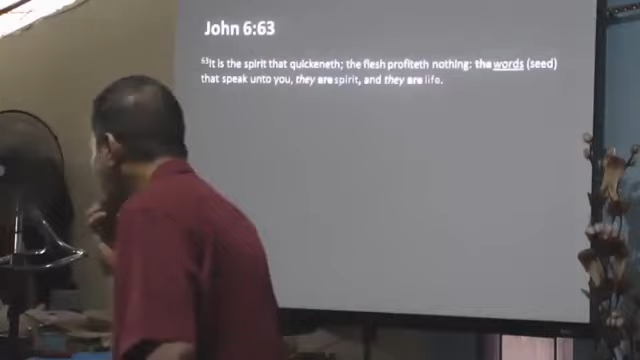 John 6:63
⁶³It is the spirit that quickeneth; the flesh profiteth nothing: the words (seed)
that speak unto you, they are spirit, and they are life.